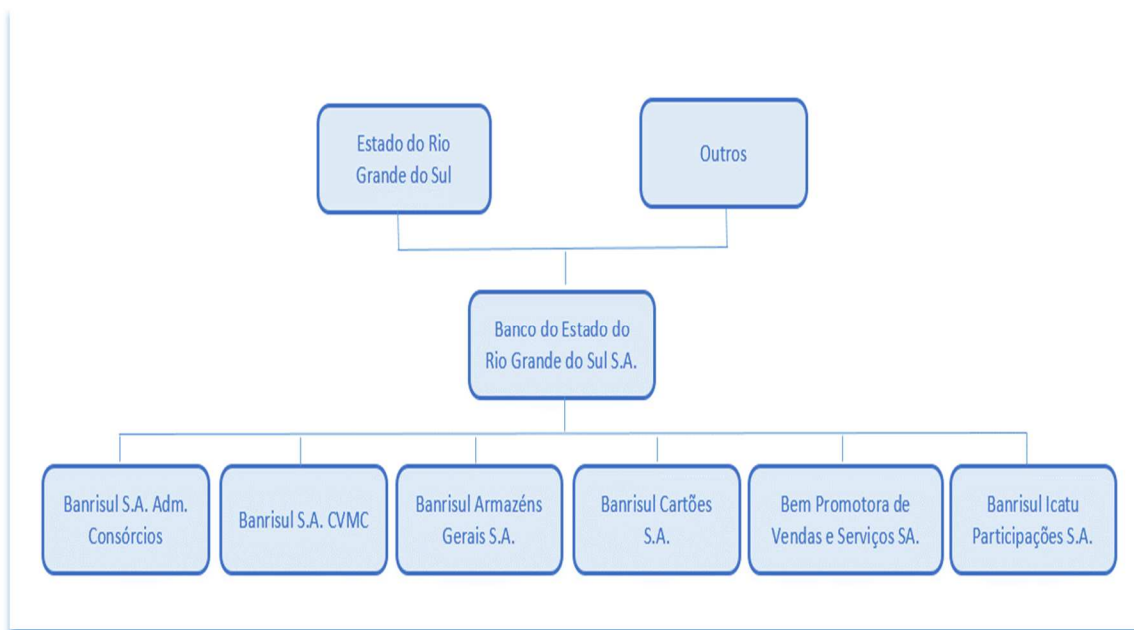 Estado do Rio
Grande do Sul
Outros
Banco do Estado do
Rio Grande do Sul S.A.
Banrisul S.A. Adm.
Consórcios
Banrisul S.A. CVMC
Banrisul Armazéns
Gerais S.A.
Banrisul Cartões
S.A.
Bem Promotora de
Vendas e Serviços SA.
Banrisul Icatu
Participações S.A.